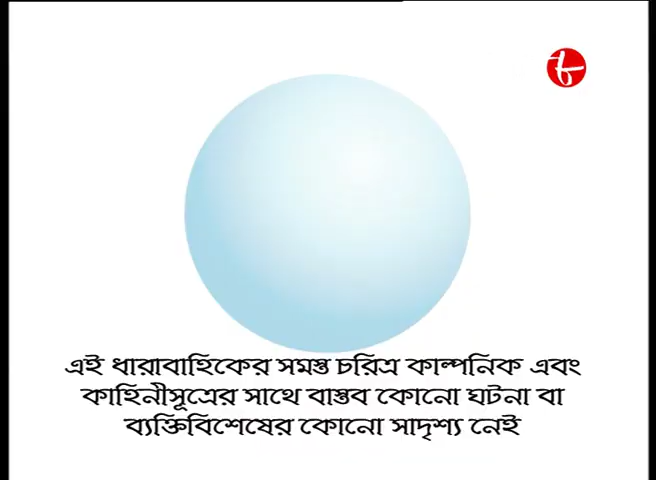 এই ধারাবাহিকের সমস্ত চরিত্র কাল্পনিক এবং
কাহিনীসূত্রের সাথে বাস্তব কোনো ঘটনা বা
ব্যক্তিবিশেষের কোনো সাদৃশ্য নেই